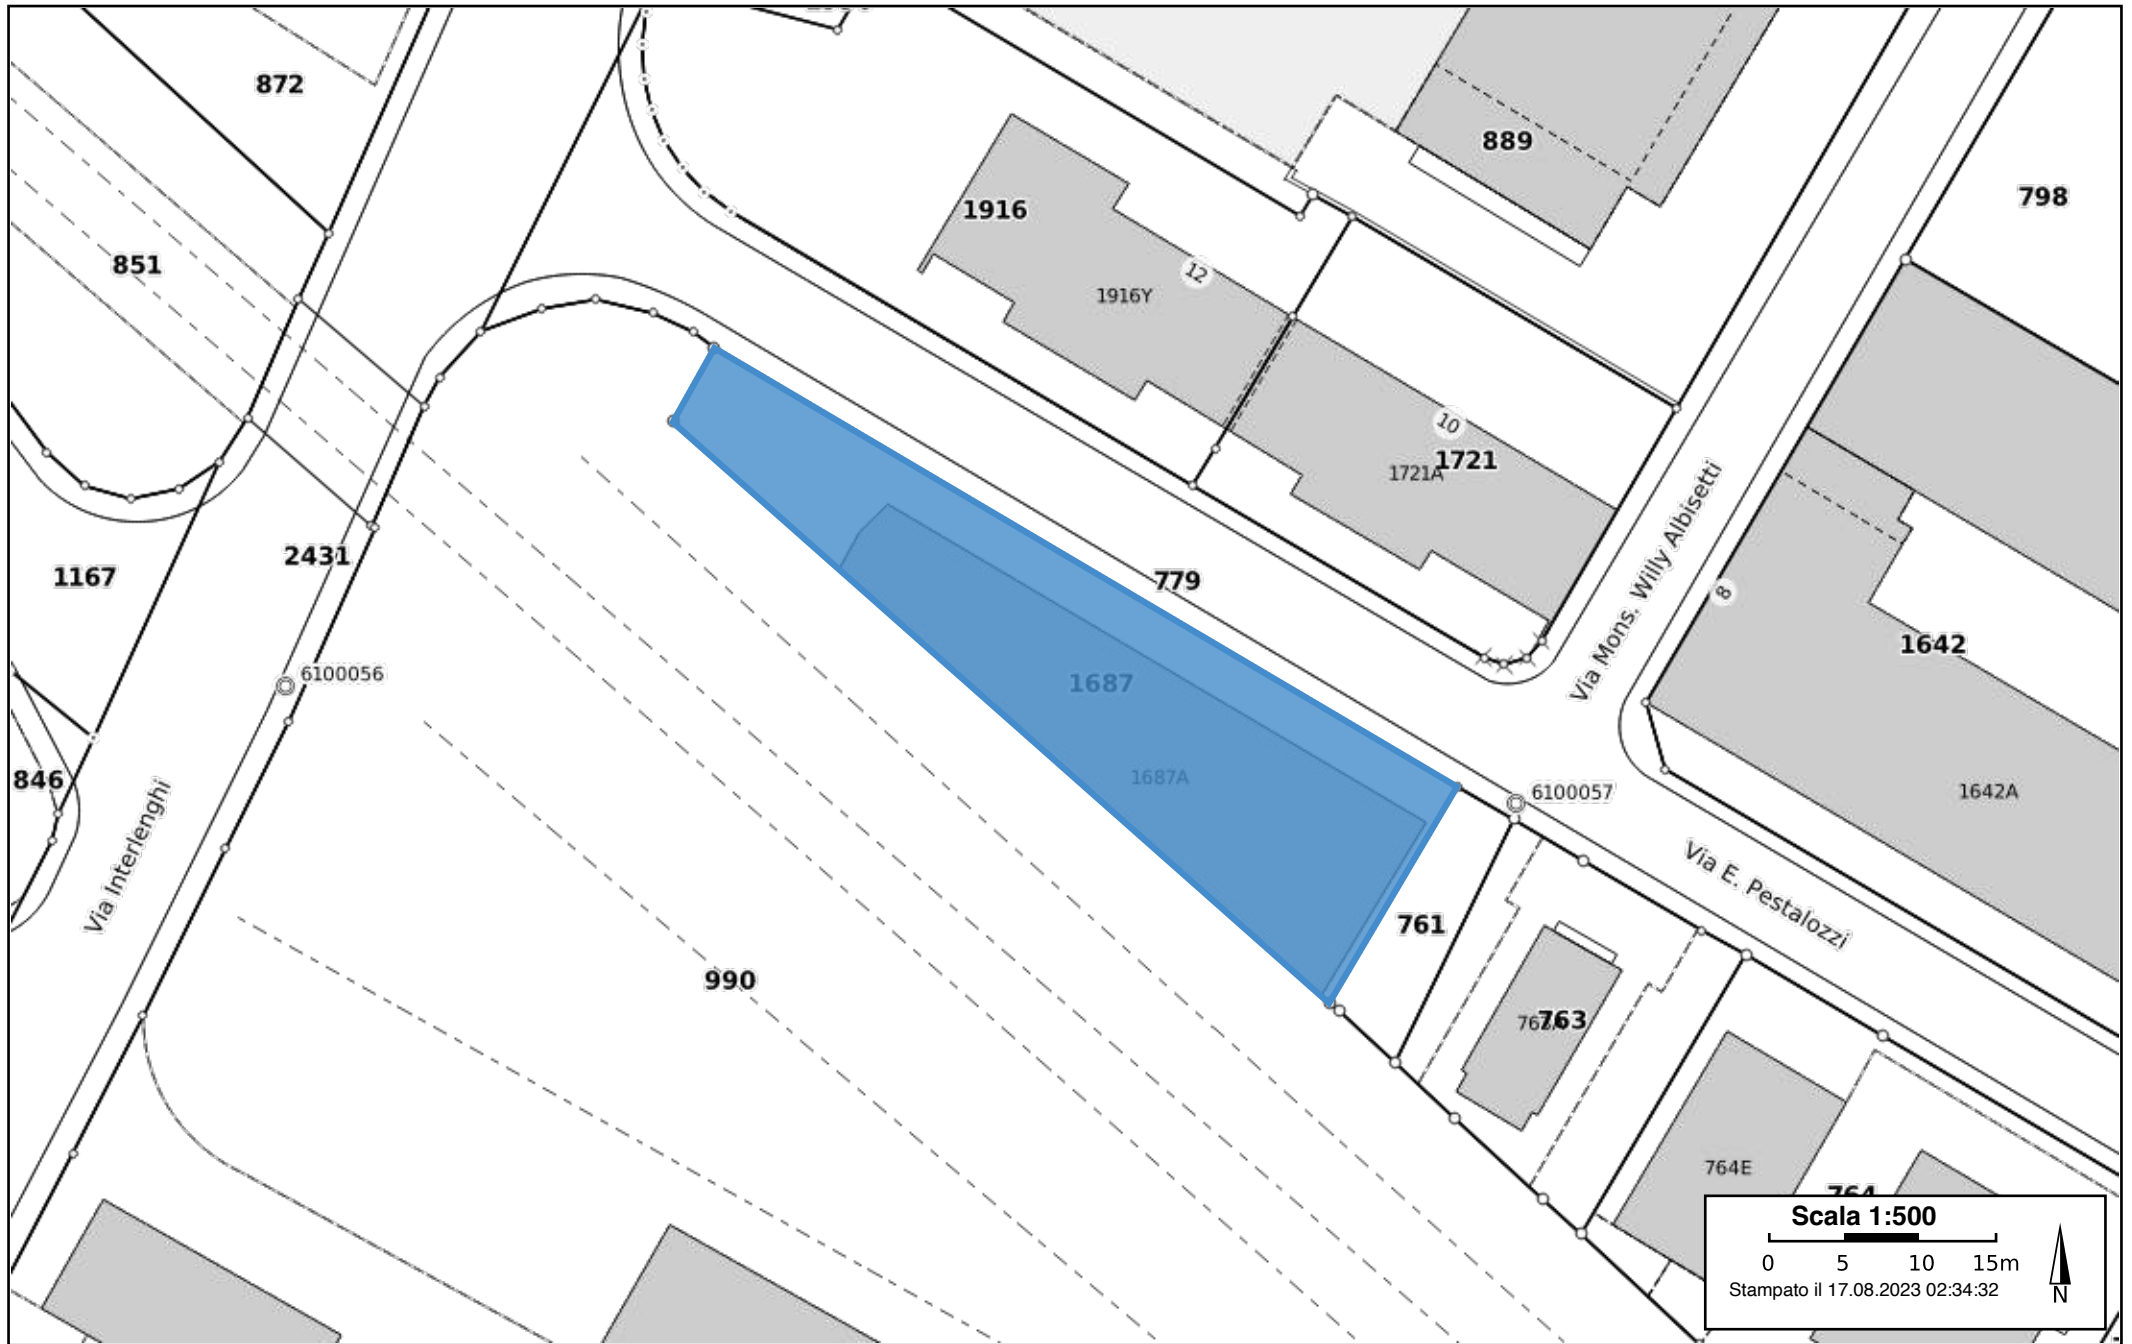 872
889
798
1916
851
12
1916Y
10
1721
1721A
2431
1167
779
8
Via Mons. Willy Albisetti
1642
6100056
1687
1687A
846
6100057
1642A
Via Interlenghi
Via E. Pestalozzi
761
990
763
764E
764
Scala 1:500
0 5 10 15m
Stampato il 17.08.2023 02:34:32
N